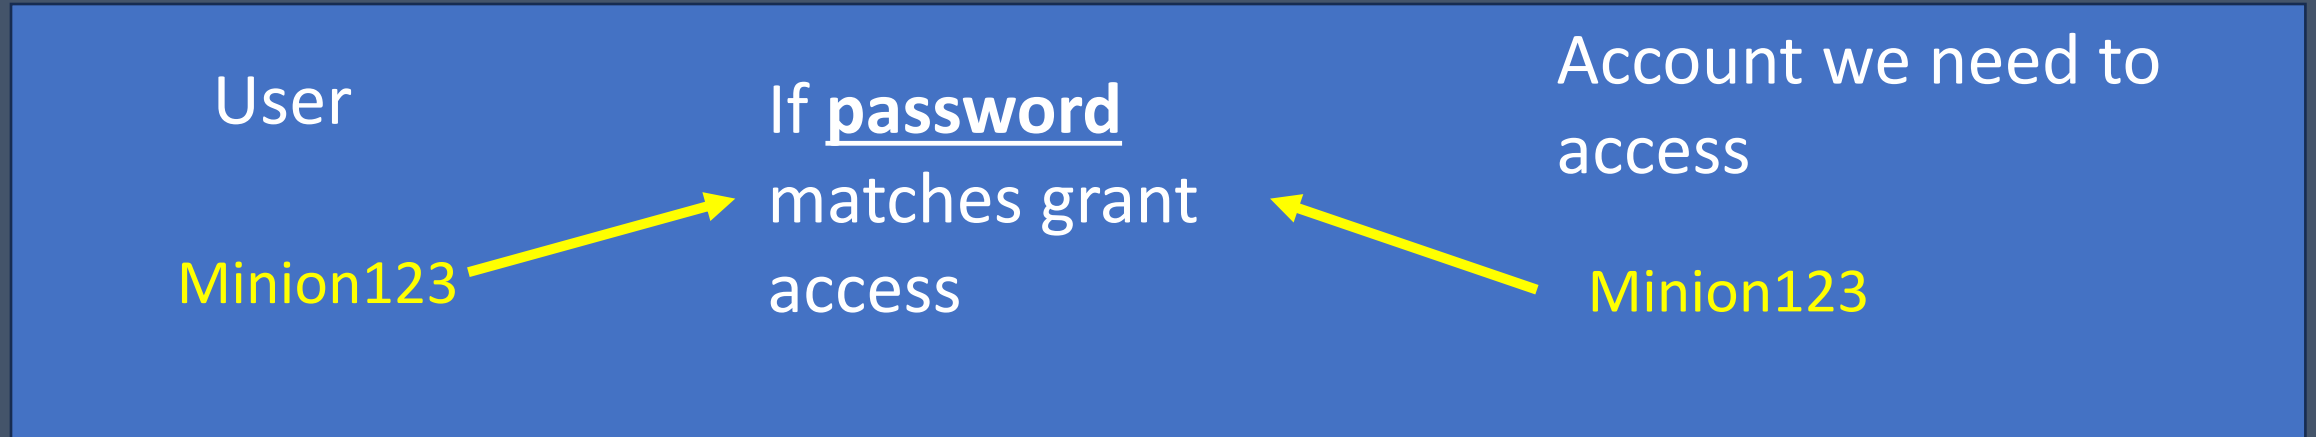 User
Minion123
If password
matches grant
access
Account we need to
access
Minion123